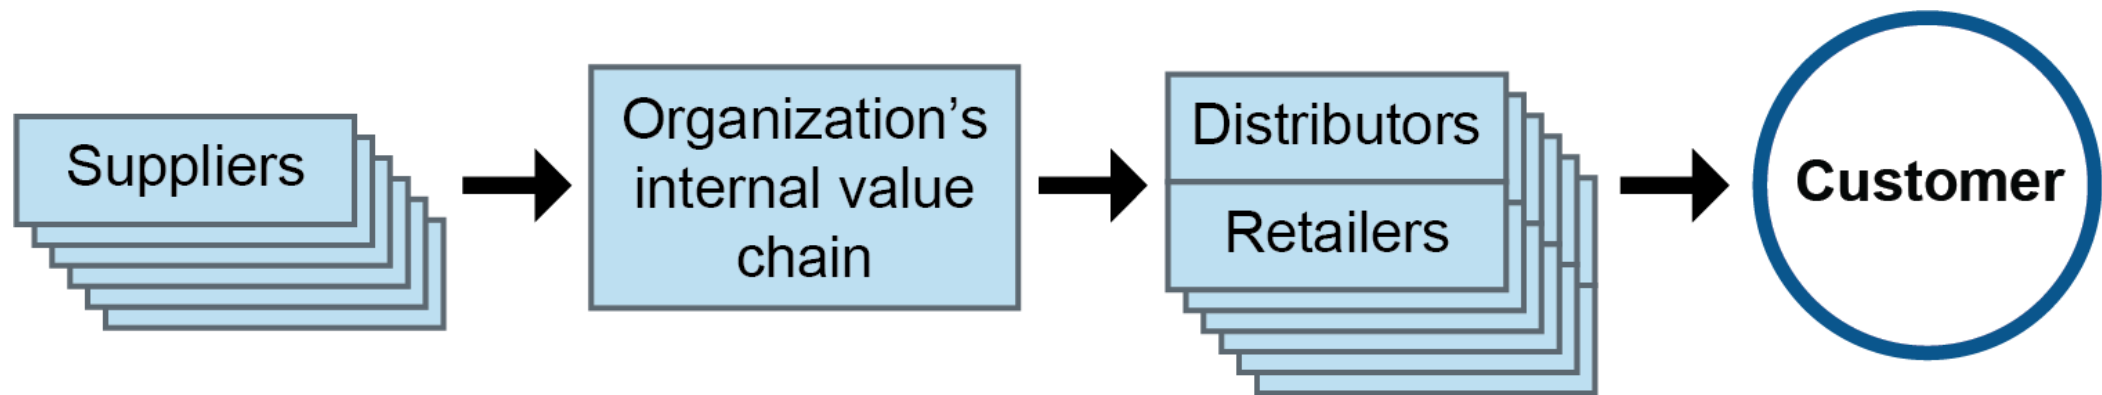 Suppliers
Organization’s
internal value
chain
Distributors
Retailers
Customer